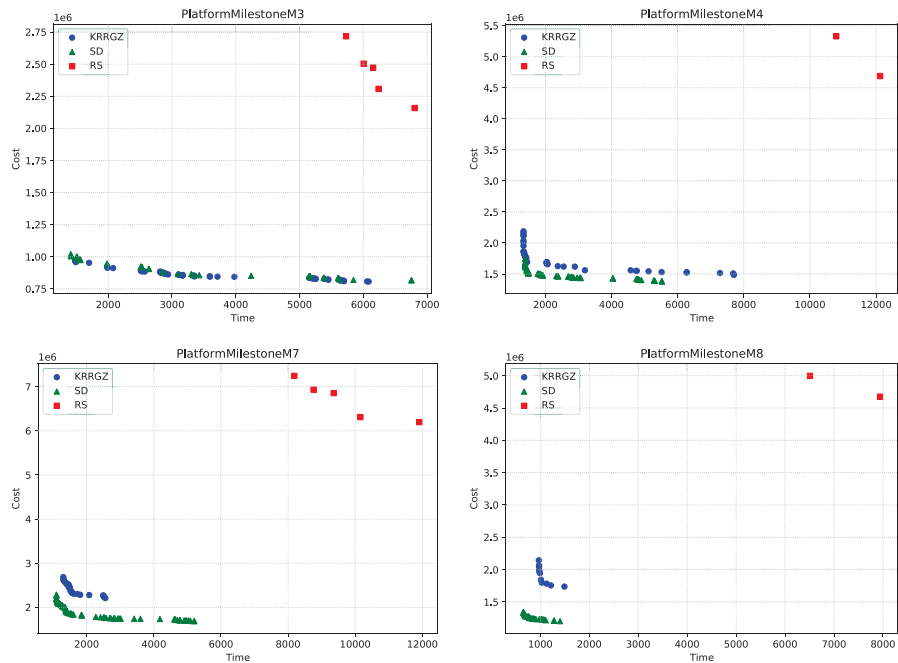 PlatformMilestoneM3
1e6
KRRGZ
SD
RS
2.75
2.50
2.25
2.00
1.75
1.50
1.25
1.00
0.75
Cost
2000
3000
4000
5000
6000
7000
Time
PlatformMilestoneM4
1e6
KRRGZ
SD
RS
5.5
5.0
4.5
4.0
3.5
3.0
2.5
2.0
1.5
Cost
2000
4000
6000
8000
10000
12000
Time
PlatformMilestoneM7
1e6
KRRGZ
SD
RS
7
6
5
4
3
2
Cost
2000
4000
6000
8000
10000
12000
Time
PlatformMilestoneM8
1e6
KRRGZ
SD
RS
5.0
4.5
4.0
3.5
3.0
2.5
2.0
1.5
Cost
1000
2000
3000
4000
5000
6000
7000
8000
Time